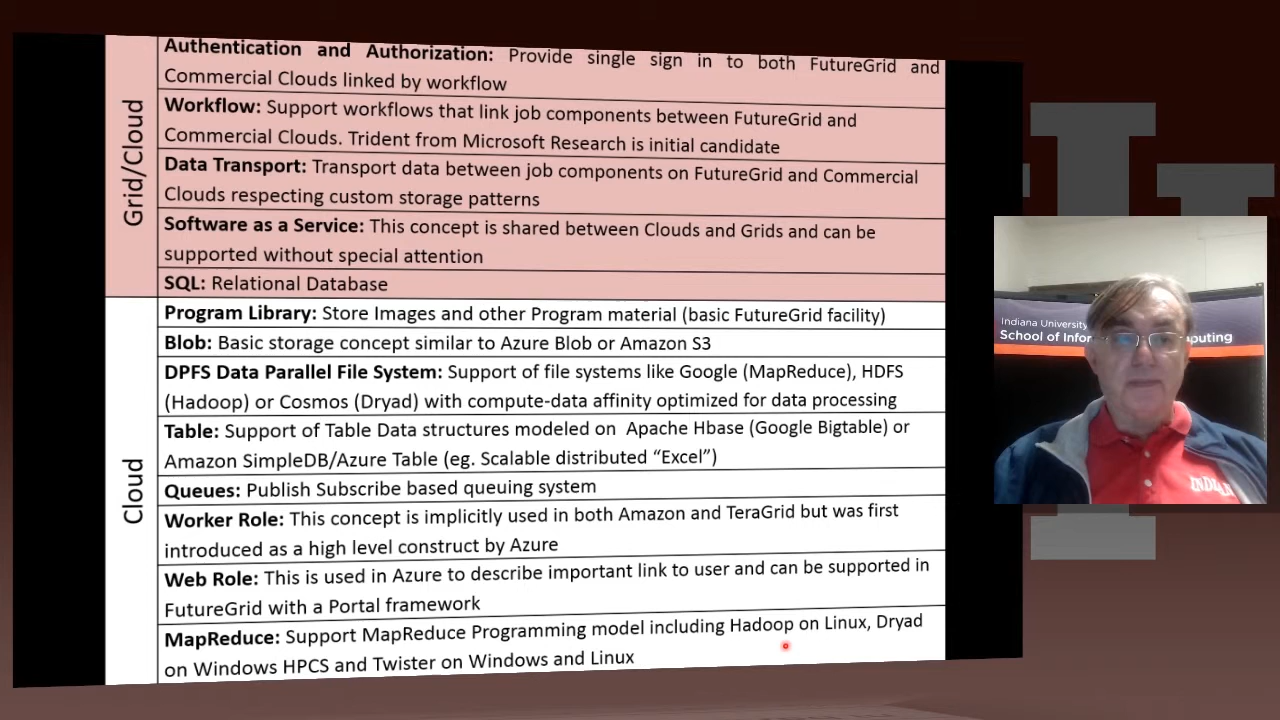 Authentication and Authorization: Provide single sign in to both FutureGrid and
Commercial Clouds linked by workflow
Workflow: Support workflows that link job components between FutureGrid and
Commercial Clouds. Trident from Microsoft Research is initial candidate
Data Transport: Transport data between job components on FutureGrid and Commercial
Clouds respecting custom storage patterns
Software as a Service: This concept is shared between Clouds and Grids and can be
supported without special attention
SQL: Relational Database
Grid/Cloud
Program Library: Store Images and other Program material (basic FutureGrid facility)
Blob: Basic storage concept similar to Azure Blob or Amazon S3
DPFS Data Parallel File System: Support of file systems like Google (MapReduce), HDFS
(Hadoop) or Cosmos (Dryad) with compute-data affinity optimized for data processing
Table: Support of Table Data structures modeled on Apache Hbase (Google Bigtable) or
Amazon SimpleDB/Azure Table (eg. Scalable distributed “Excel”)
Queues: Publish Subscribe based queuing system
Worker Role: This concept is implicitly used in both Amazon and TeraGrid but was first
introduced as a high level construct by Azure
Web Role: This is used in Azure to describe important link to user and can be supported in
FutureGrid with a Portal framework
MapReduce: Support MapReduce Programming model including Hadoop on Linux, Dryad
on Windows HPCS and Twister on Windows and Linux
Cloud
Indiana University
School of